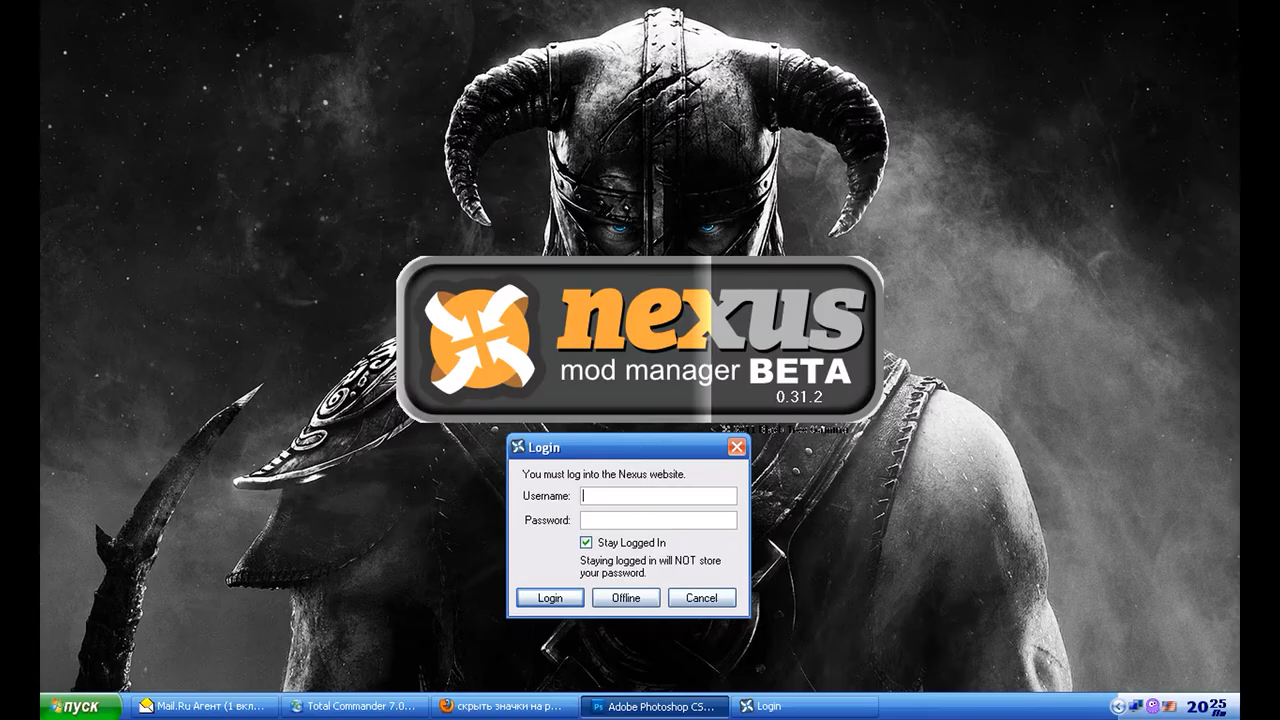 nexus
mod manager BETA
0.31.2
Login
You must log into the Nexus website.
Username:
Password:
Stay Logged In
Staying logged in will NOT store
your password.
Login Offline Cancel
пуск Mail.Ru Агент (1 вкл... Total Commander 7.0... скрыть значки на р... Adobe Photoshop CS... Login 20 25
Пн